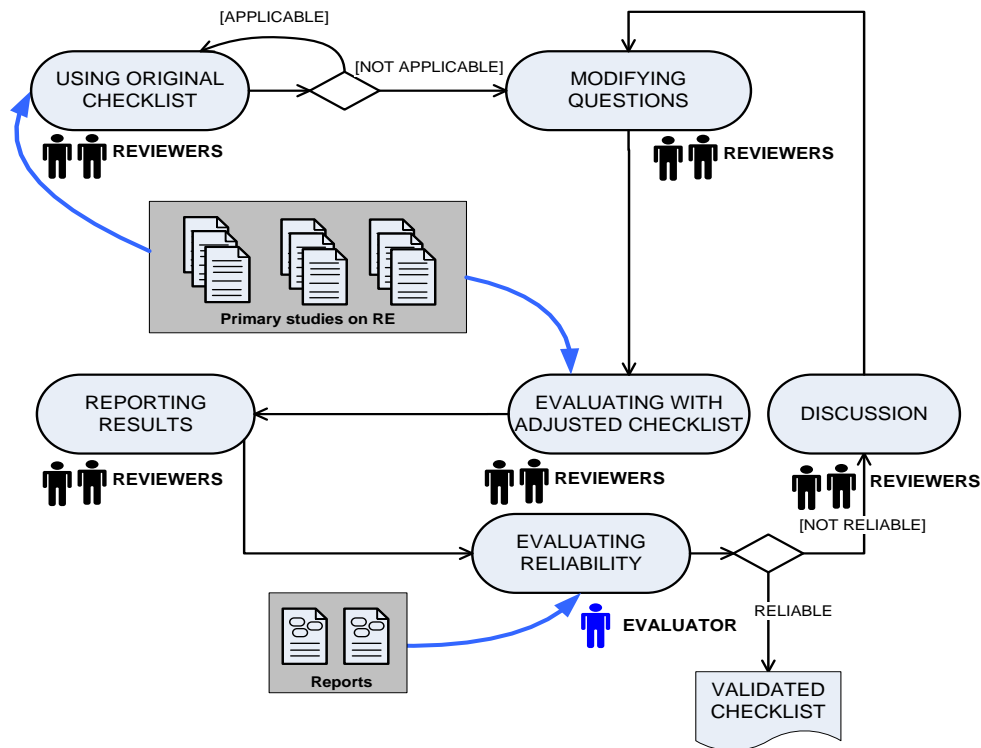 [APPLICABLE]
USING ORIGINAL
CHECKLIST
[NOT APPLICABLE]
MODIFYING
QUESTIONS
REVIEWERS
REVIEWERS
Primary studies on RE
REPORTING
RESULTS
EVALUATING WITH
ADJUSTED CHECKLIST
DISCUSSION
REVIEWERS
REVIEWERS
REVIEWERS
[NOT RELIABLE]
EVALUATING
RELIABILITY
RELIABLE
EVALUATOR
Reports
VALIDATED
CHECKLIST